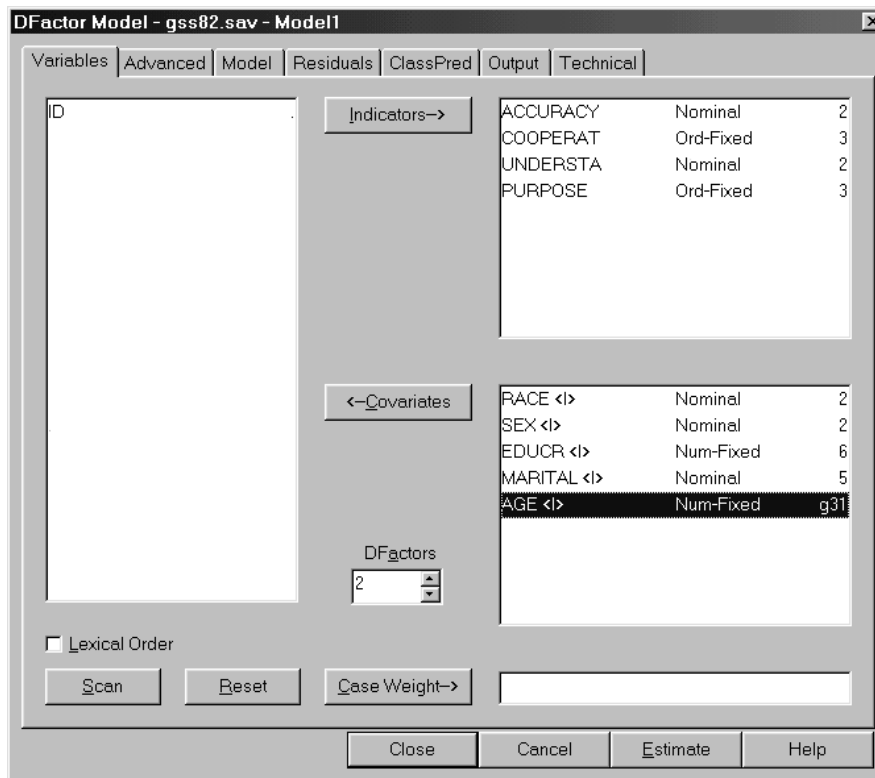 DFactor Model - gss82.sav - Model1
Variables Advanced Model Residuals ClassPred Output Technical
ID .
Indicators-->
ACCURACY Nominal 2
COOPERAT Ord-Fixed 3
UNDERSTA Nominal 2
PURPOSE Ord-Fixed 3
<--Covariates
RACE <I> Nominal 2
SEX <I> Nominal 2
EDUCR <I> Num-Fixed 6
MARITAL <I> Nominal 5
AGE <I> Num-Fixed g31
DFactors
2
Lexical Order
Scan Reset Case Weight-->
Close Cancel Estimate Help